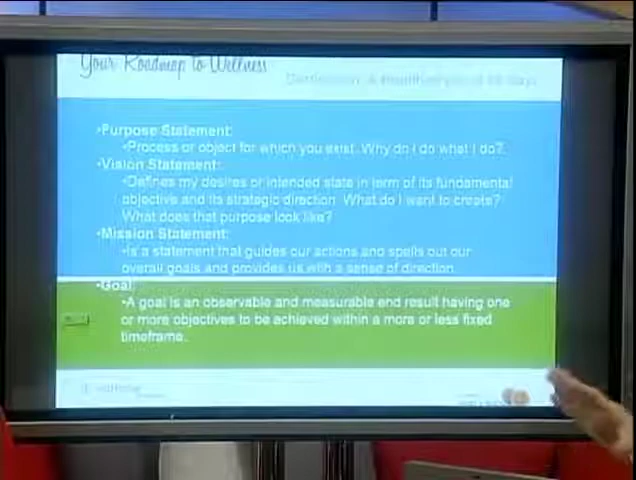 Your Roadmap to Wellness
•Purpose Statement:
•Process or object for which you exist. Why do I do what I do?
•Vision Statement:
•Defines my desires or intended state in term of its fundamental
objective and its strategic direction. What do I want to create?
What does that purpose look like?
•Mission Statement:
•Is a statement that guides our actions and spells out our
overall goals and provides us with a sense of direction
•Goal:
•A goal is an observable and measurable end result having one
or more objectives to be achieved within a more or less fixed
timeframe.